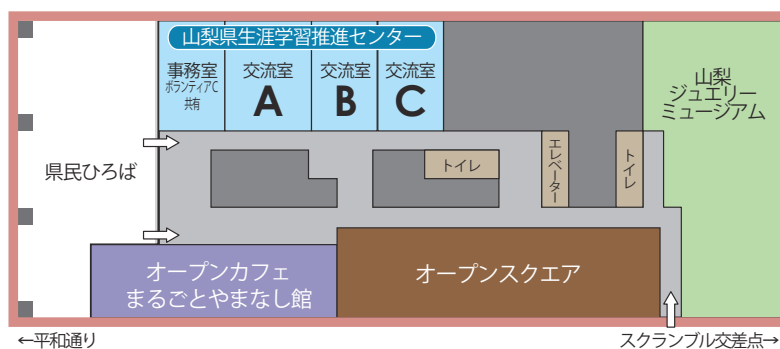 山梨県生涯学習推進センター
事務室
ボランティアC
共有
交流室
A
交流室
B
交流室
C
山梨
ジュエリー
ミュージアム
県民ひろば
トイレ
エレベーター
トイレ
オープンカフェ
まるごとやまなし館
オープンスクエア
←平和通り
スクランブル交差点→